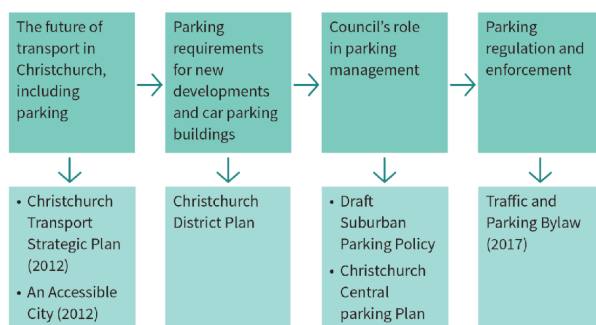 The future of
transport in
Christchurch,
including
parking
Parking
requirements
for new
developments
and car parking
buildings
Council's role
in parking
management
Parking
regulation and
enforcement
• Christchurch
Transport
Strategic Plan
(2012)
• An Accessible
City (2012)
Christchurch
District Plan
• Draft
Suburban
Parking Policy
• Christchurch
Central
parking Plan
Traffic and
Parking Bylaw
(2017)